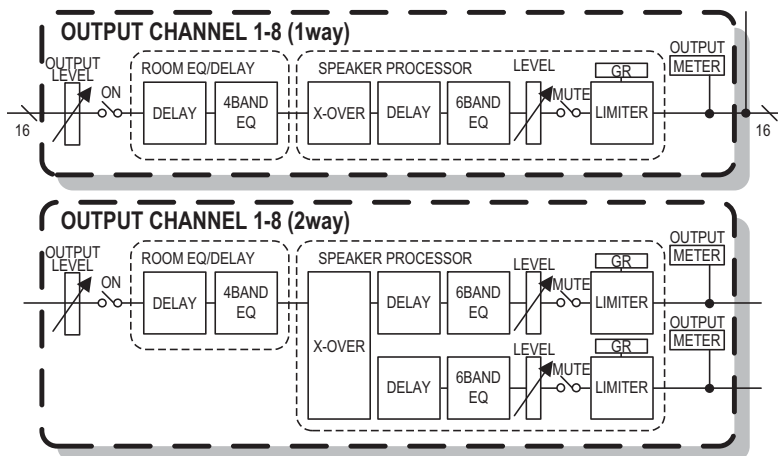 OUTPUT CHANNEL 1-8 (1way)
OUTPUT
LEVEL
ON
ROOM EQ/DELAY
DELAY
4BAND
EQ
SPEAKER PROCESSOR
X-OVER
DELAY
6BAND
EQ
LEVEL
MUTE
GR
LIMITER
OUTPUT
METER
16
16
OUTPUT CHANNEL 1-8 (2way)
OUTPUT
LEVEL
ON
ROOM EQ/DELAY
DELAY
4BAND
EQ
SPEAKER PROCESSOR
X-OVER
DELAY
6BAND
EQ
LEVEL
MUTE
GR
LIMITER
OUTPUT
METER
DELAY
6BAND
EQ
LEVEL
MUTE
GR
LIMITER
OUTPUT
METER